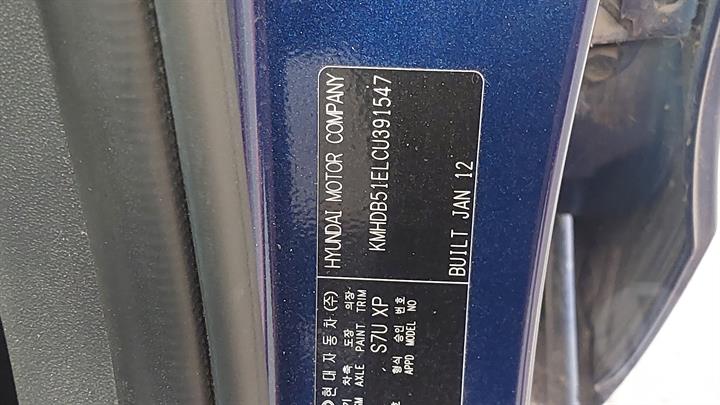 현대자동차(주)
HYUNDAI MOTOR COMPANY
차축 도장 의장
AXLE PAINT TRIM
KMHDB51ELCU391547
S7U XP
형식 승인 번호
APPD MODEL NO
BUILT JAN 12